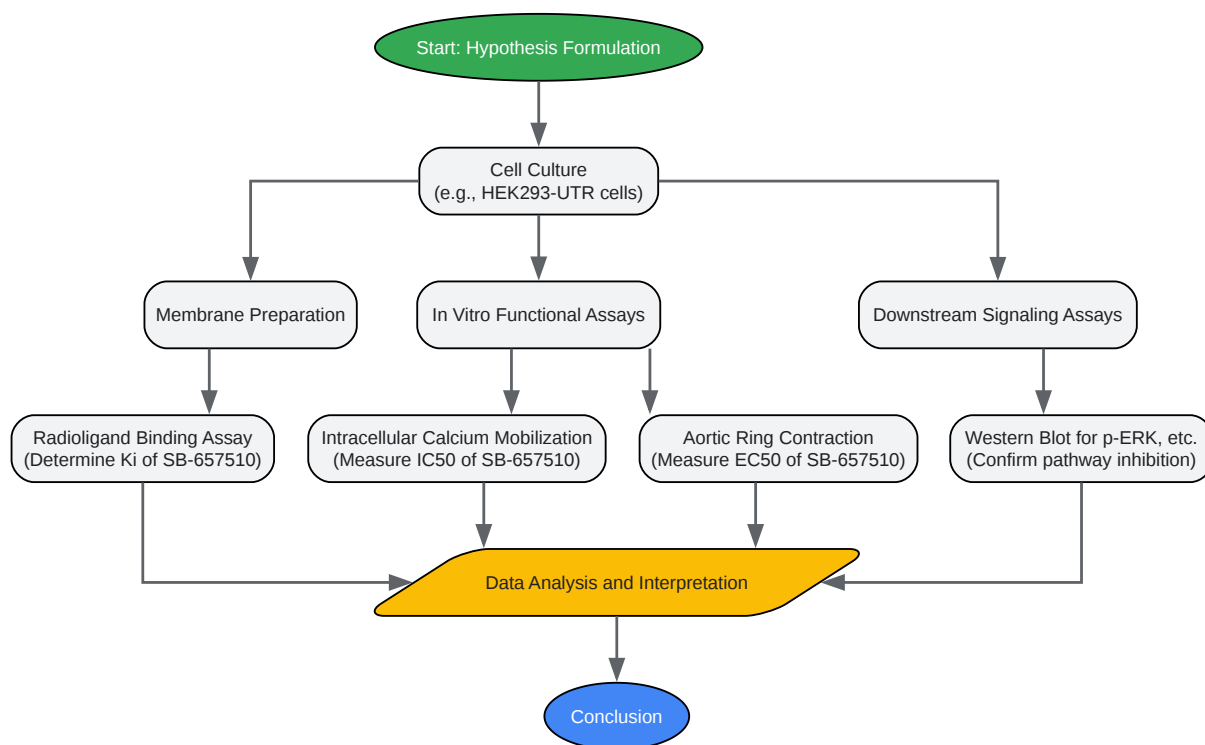 Start: Hypothesis Formulation
Cell Culture
(e.g., HEK293-UTR cells)
Membrane Preparation
In Vitro Functional Assays
Downstream Signaling Assays
Radioligand Binding Assay
(Determine Ki of SB-657510)
Intracellular Calcium Mobilization
(Measure IC50 of SB-657510)
Aortic Ring Contraction
(Measure EC50 of SB-657510)
Western Blot for p-ERK, etc.
(Confirm pathway inhibition)
Data Analysis and Interpretation
Conclusion